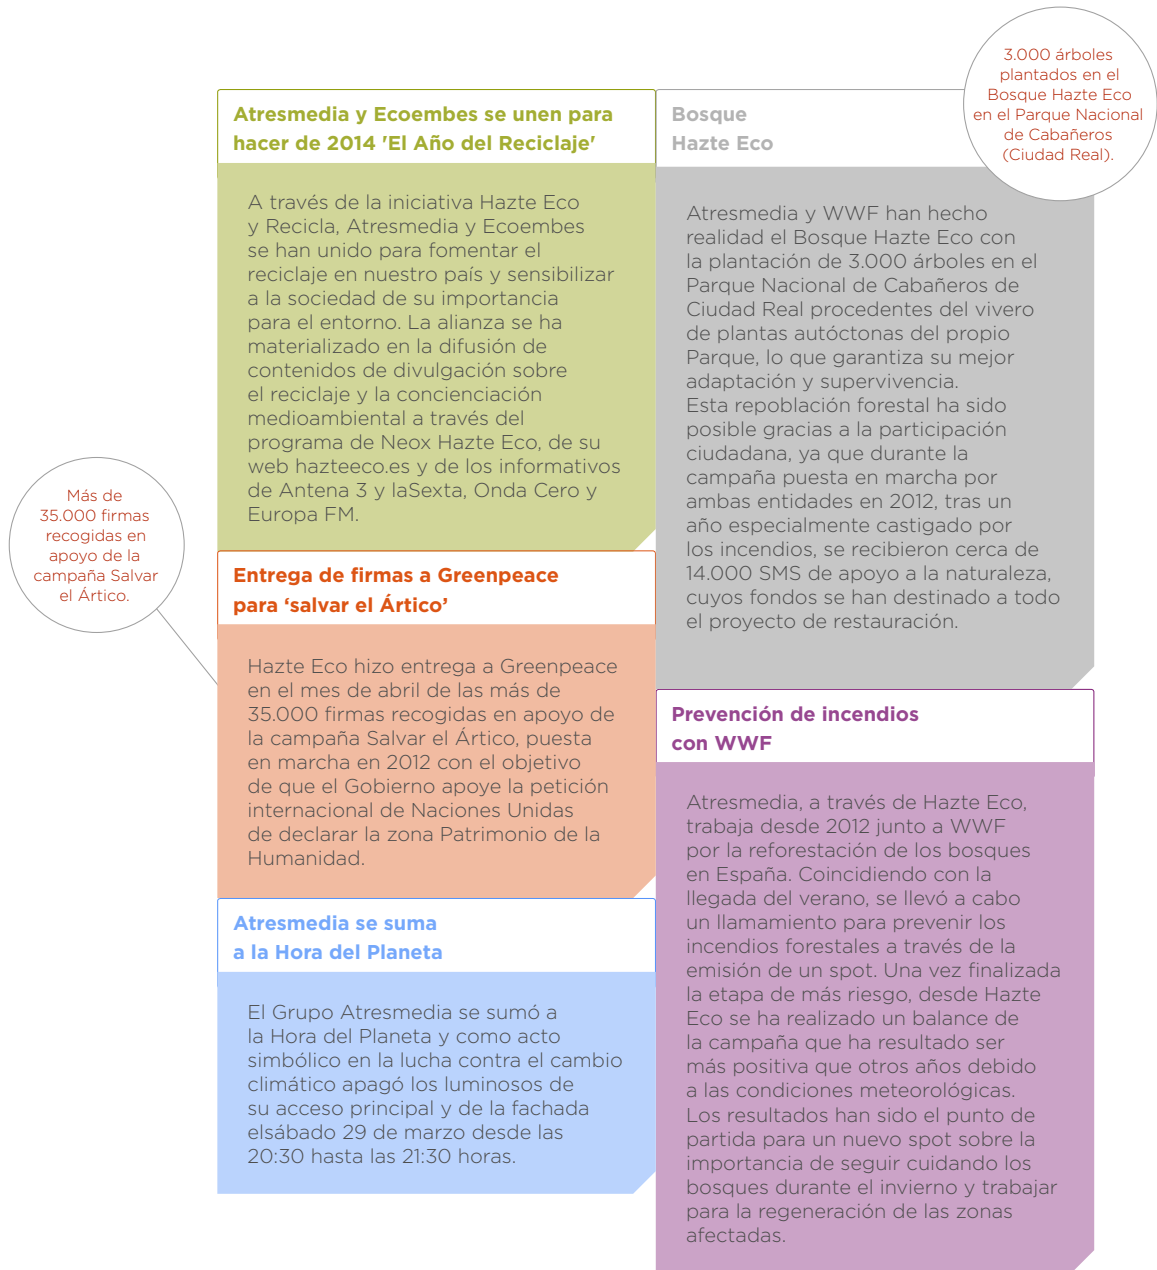 Atresmedia y Ecoembes se unen para
hacer de 2014 'El Año del Reciclaje'
A través de la iniciativa Hazte Eco
y Recicla, Atresmedia y Ecoembes
se han unido para fomentar el
reciclaje en nuestro país y sensibilizar
a la sociedad de su importancia
para el entorno. La alianza se ha
materializado en la difusión de
contenidos de divulgación sobre
el reciclaje y la concienciación
medioambiental a través del
programa de Neox Hazte Eco, de su
web hazteeco.es y de los informativos
de Antena 3 y laSexta, Onda Cero y
Europa FM.
Más de
35.000 firmas
recogidas en
apoyo de la
campaña Salvar
el Ártico.
Entrega de firmas a Greenpeace
para ‘salvar el Ártico’
Hazte Eco hizo entrega a Greenpeace
en el mes de abril de las más de
35.000 firmas recogidas en apoyo de
la campaña Salvar el Ártico, puesta
en marcha en 2012 con el objetivo
de que el Gobierno apoye la petición
internacional de Naciones Unidas
de declarar la zona Patrimonio de la
Humanidad.
Atresmedia se suma
a la Hora del Planeta
El Grupo Atresmedia se sumó a
la Hora del Planeta y como acto
simbólico en la lucha contra el cambio
climático apagó los luminosos de
su acceso principal y de la fachada
elsábado 29 de marzo desde las
20:30 hasta las 21:30 horas.
Bosque
Hazte Eco
3.000 árboles
plantados en el
Bosque Hazte Eco
en el Parque Nacional
de Cabañeros
(Ciudad Real).
Atresmedia y WWF han hecho
realidad el Bosque Hazte Eco con
la plantación de 3.000 árboles en el
Parque Nacional de Cabañeros de
Ciudad Real procedentes del vivero
de plantas autóctonas del propio
Parque, lo que garantiza su mejor
adaptación y supervivencia.
Esta repoblación forestal ha sido
posible gracias a la participación
ciudadana, ya que durante la
campaña puesta en marcha por
ambas entidades en 2012, tras un
año especialmente castigado por
los incendios, se recibieron cerca de
14.000 SMS de apoyo a la naturaleza,
cuyos fondos se han destinado a todo
el proyecto de restauración.
Prevención de incendios
con WWF
Atresmedia, a través de Hazte Eco,
trabaja desde 2012 junto a WWF
por la reforestación de los bosques
en España. Coincidiendo con la
llegada del verano, se llevó a cabo
un llamamiento para prevenir los
incendios forestales a través de la
emisión de un spot. Una vez finalizada
la etapa de más riesgo, desde Hazte
Eco se ha realizado un balance de
la campaña que ha resultado ser
más positiva que otros años debido
a las condiciones meteorológicas.
Los resultados han sido el punto de
partida para un nuevo spot sobre la
importancia de seguir cuidando los
bosques durante el invierno y trabajar
para la regeneración de las zonas
afectadas.